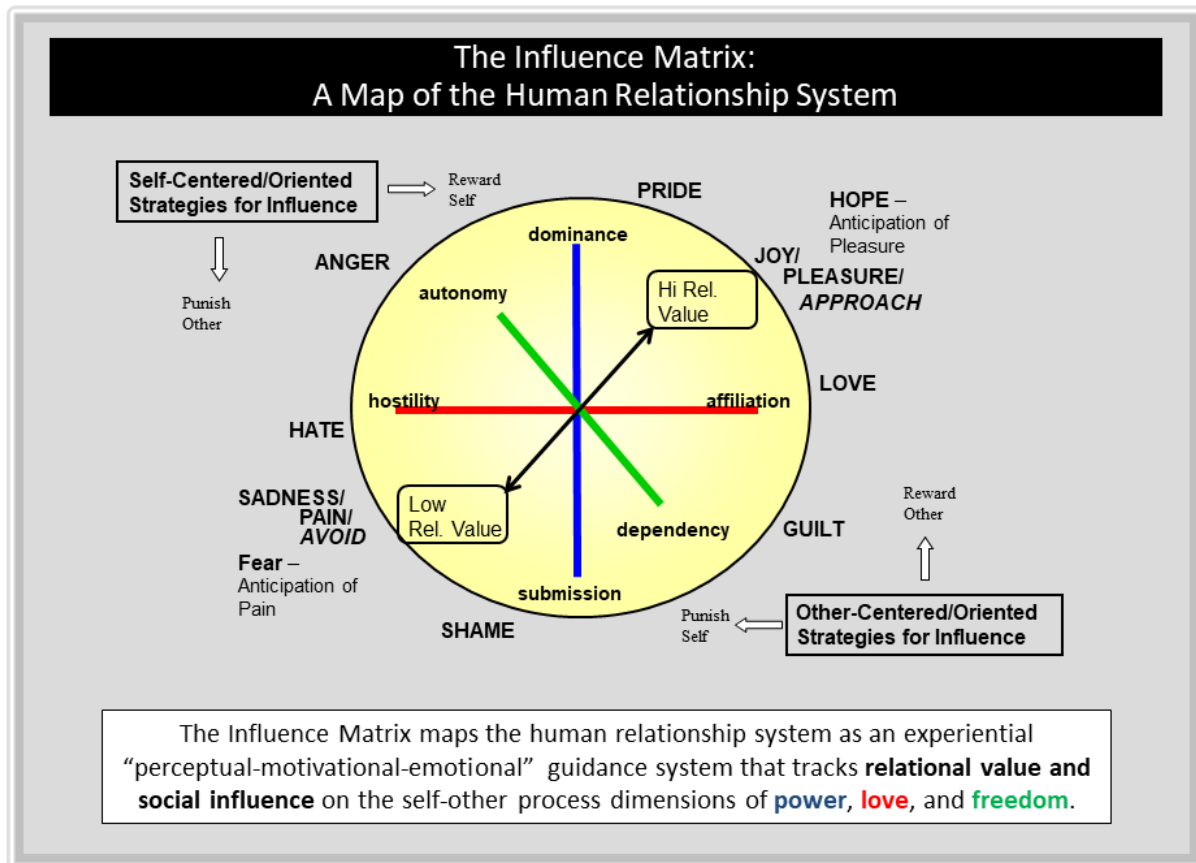 The Influence Matrix:
A Map of the Human Relationship System
Self-Centered/Oriented
Strategies for Influence
Reward
Self
Punish
Other
PRIDE
HOPE –
Anticipation of
Pleasure
ANGER
dominance
JOY/
PLEASURE/
APPROACH
autonomy
Hi Rel.
Value
hostility
affiliation
LOVE
HATE
SADNESS/
PAIN/
AVOID
Low
Rel. Value
Fear –
Anticipation of
Pain
dependency
GUILT
Reward
Other
submission
SHAME
Punish
Self
Other-Centered/Oriented
Strategies for Influence
The Influence Matrix maps the human relationship system as an experiential
“perceptual-motivational-emotional” guidance system that tracks relational value and
social influence on the self-other process dimensions of power, love, and freedom.